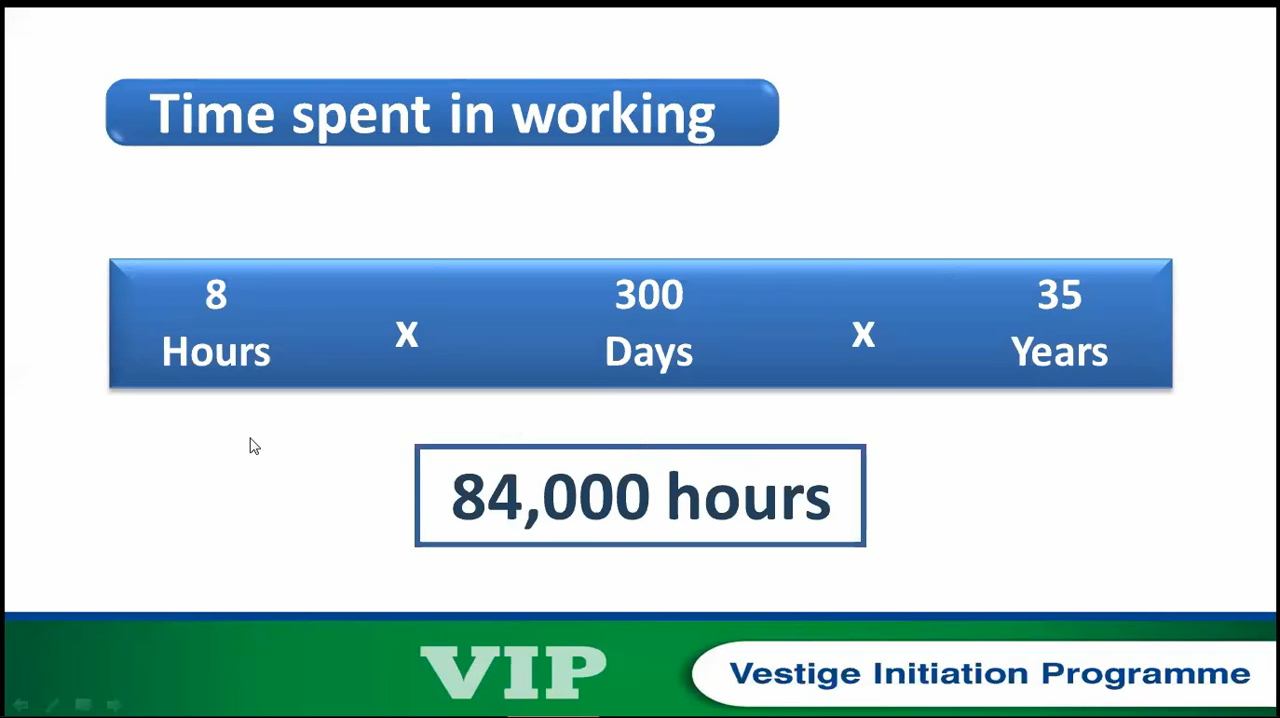 Time spent in working
8 Hours x 300 Days x 35 Years
84,000 hours
VIP
Vestige Initiation Programme